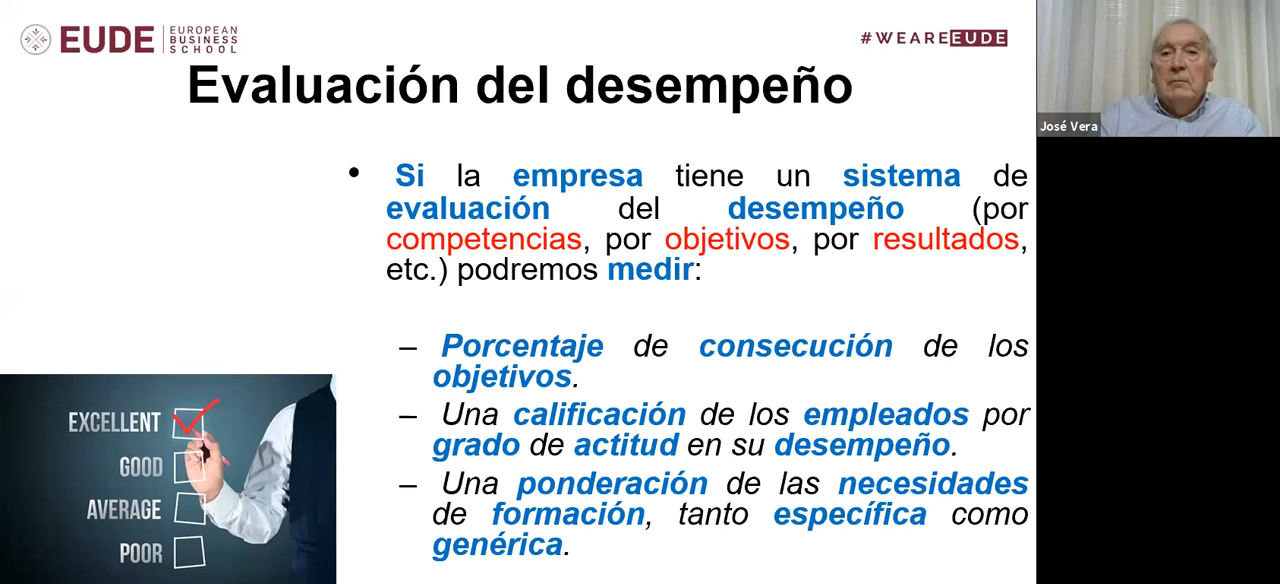 EUDE
EUROPEAN
BUSINESS
SCHOOL
#WEAREEUDE
José Vera
Evaluación del desempeño
• Si la empresa tiene un sistema de
evaluación del desempeño (por
competencias, por objetivos, por resultados,
etc.) podremos medir:
– Porcentaje de consecución de los
objetivos.
– Una calificación de los empleados por
grado de actitud en su desempeño.
– Una ponderación de las necesidades
de formación, tanto específica como
genérica.
EXCELLENT
GOOD
AVERAGE
POOR